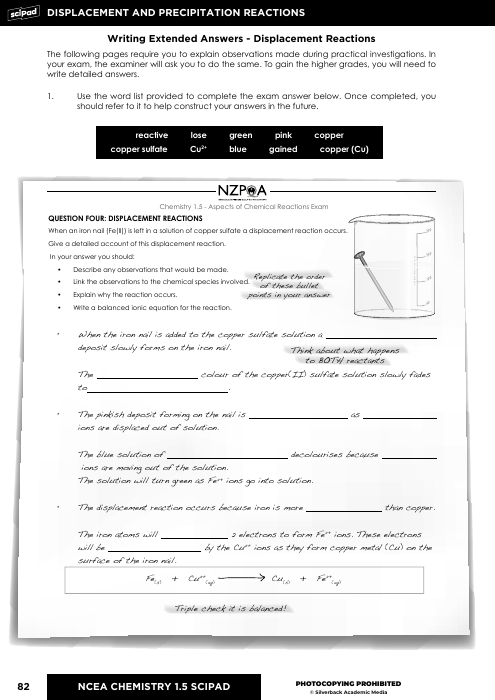 scipad DISPLACEMENT AND PRECIPITATION REACTIONS
Writing Extended Answers - Displacement Reactions
The following pages require you to explain observations made during practical investigations. In
your exam, the examiner will ask you to do the same. To gain the higher grades, you will need to
write detailed answers.
1. Use the word list provided to complete the exam answer below. Once completed, you
should refer to it to help construct your answers in the future.
reactive lose green pink copper
copper sulfate Cu²⁺ blue gained copper (Cu)
NZPQA
Chemistry 1.5 - Aspects of Chemical Reactions Exam
QUESTION FOUR: DISPLACEMENT REACTIONS
When an iron nail (Fe(II)) is left in a solution of copper sulfate a displacement reaction occurs.
Give a detailed account of this displacement reaction.
In your answer you should:
• Describe any observations that would be made.
• Link the observations to the chemical species involved.
• Explain why the reaction occurs.
• Write a balanced ionic equation for the reaction.
Replicate the order
of these bullet
points in your answer
• When the iron nail is added to the copper sulfate solution a
deposit slowly forms on the iron nail.
Think about what happens
to BOTH reactants
The colour of the copper(II) sulfate solution slowly fades
to .
• The pinkish deposit forming on the nail is as
ions are displaced out of solution.
The blue solution of decolourises because
ions are moving out of the solution.
The solution will turn green as Fe²⁺ ions go into solution.
• The displacement reaction occurs because iron is more than copper.
The iron atoms will 2 electrons to form Fe²⁺ ions. These electrons
will be by the Cu²⁺ ions as they form copper metal (Cu) on the
surface of the iron nail.
Fe(s) + Cu²⁺(aq) → Cu(s) + Fe²⁺(aq)
Triple check it is balanced!
82 NCEA CHEMISTRY 1.5 SCIPAD
PHOTOCOPYING PROHIBITED
© Silverback Academic Media